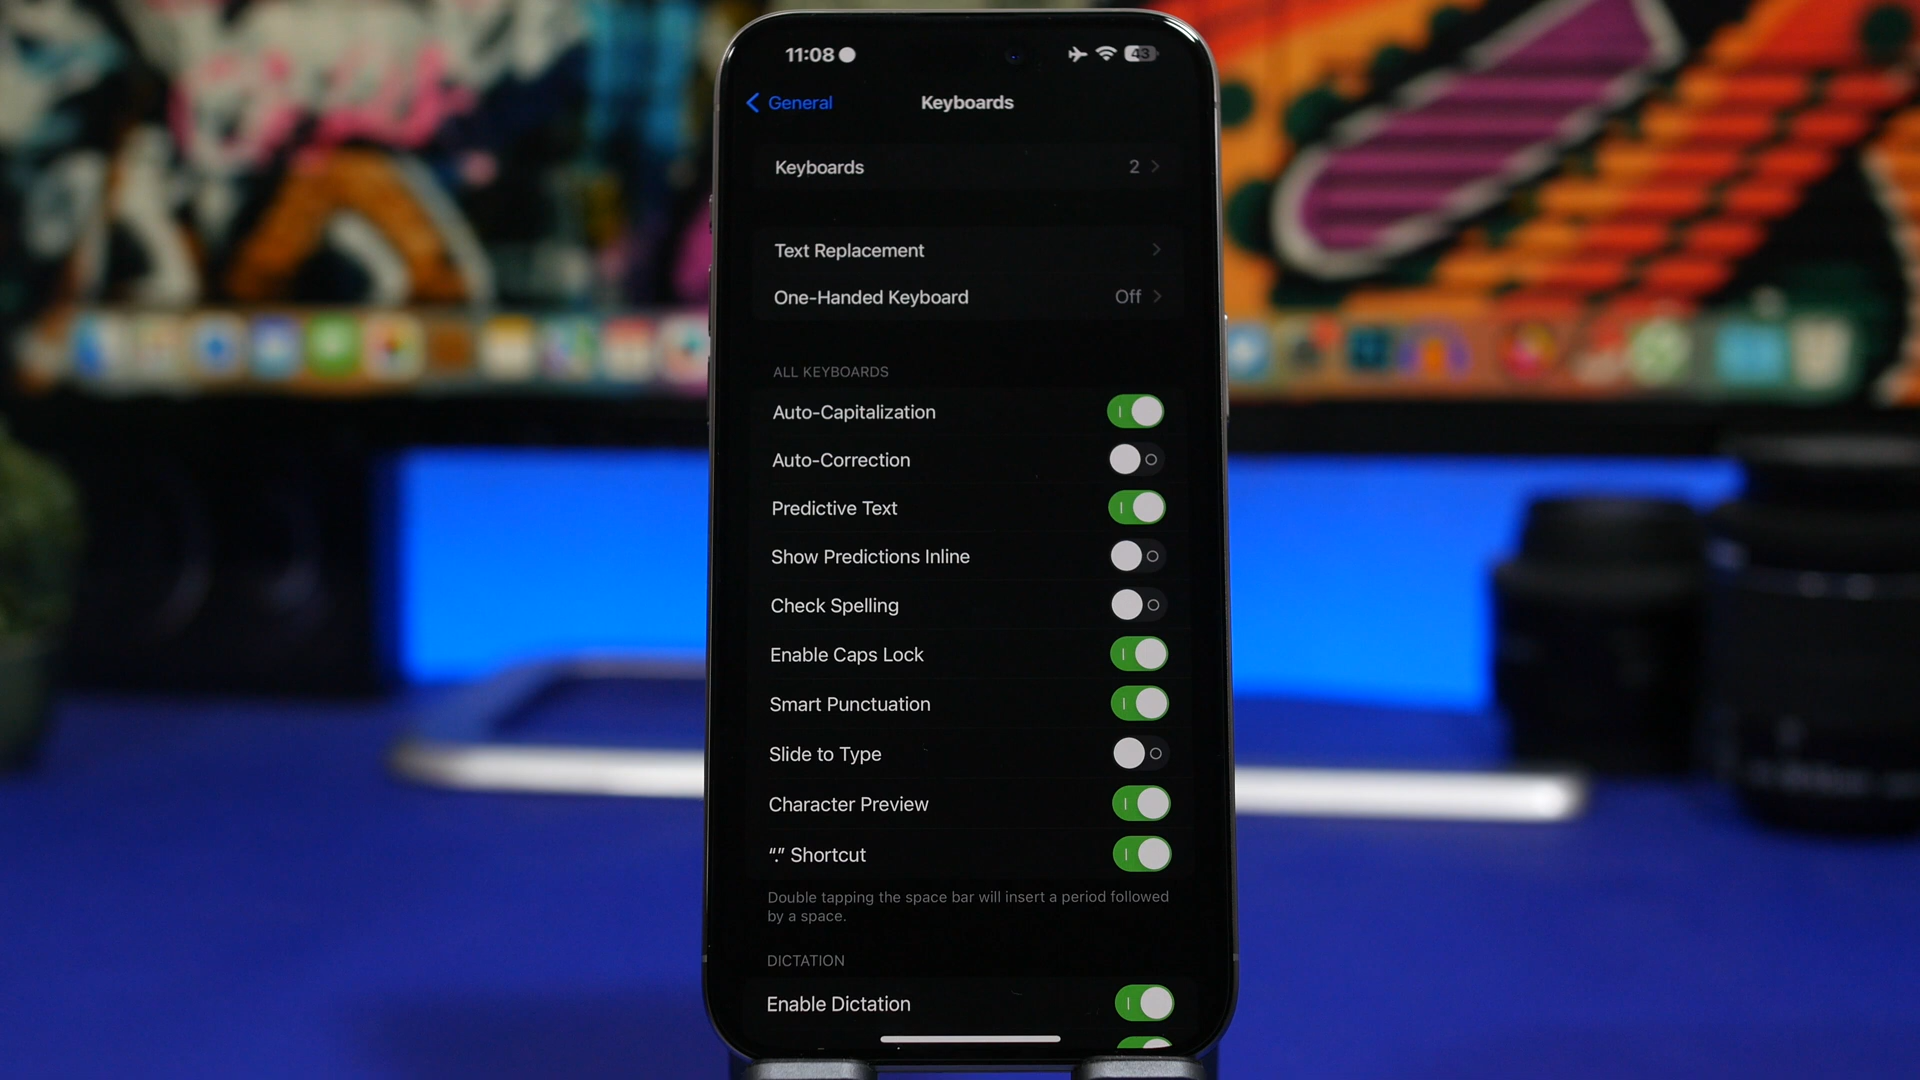 11:08
43
General
Keyboards
Keyboards 2
Text Replacement
One-Handed Keyboard Off
ALL KEYBOARDS
Auto-Capitalization
Auto-Correction
Predictive Text
Show Predictions Inline
Check Spelling
Enable Caps Lock
Smart Punctuation
Slide to Type
Character Preview
“.” Shortcut
Double tapping the space bar will insert a period followed
by a space.
DICTATION
Enable Dictation